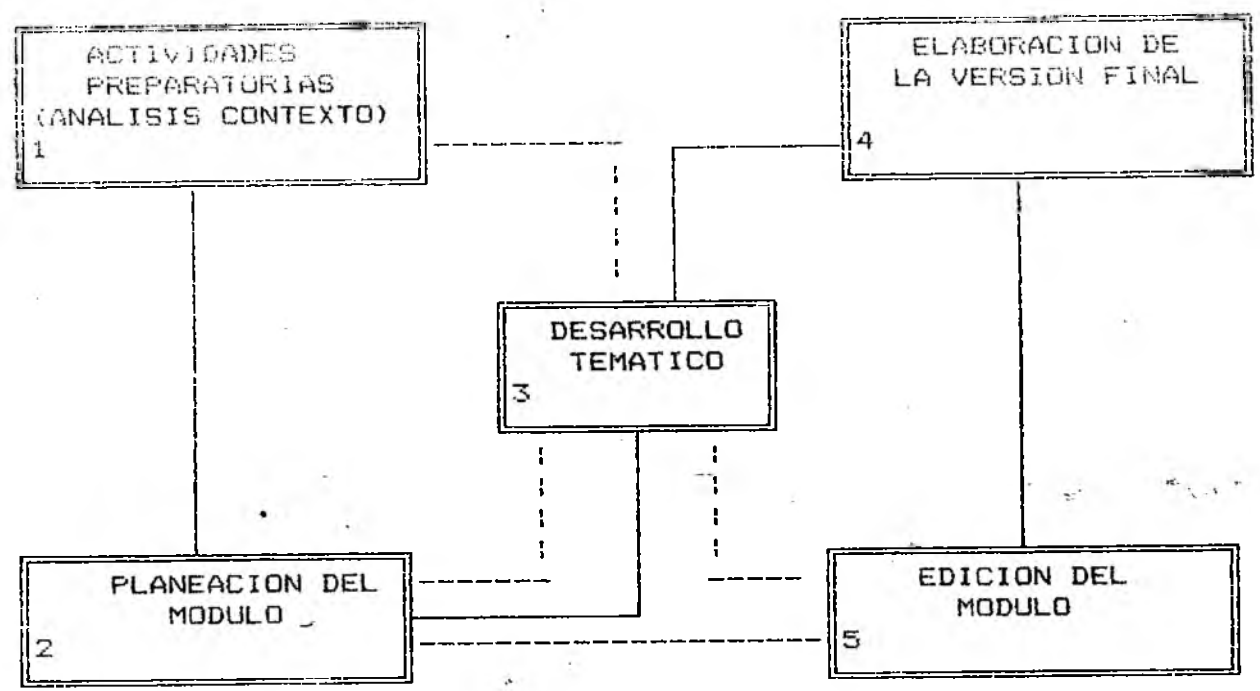 ACTIVIDADES
PREPARATORIAS
(ANALISIS CONTEXTO)
1
ELABORACION DE
LA VERSION FINAL
4
DESARROLLO
TEMATICO
3
PLANEACION DEL
MODULO
2
EDICION DEL
MODULO
5